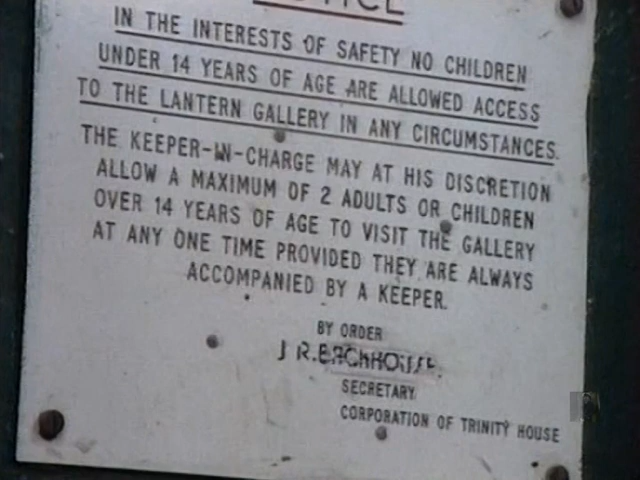 NOTICE
IN THE INTERESTS OF SAFETY NO CHILDREN
UNDER 14 YEARS OF AGE ARE ALLOWED ACCESS
TO THE LANTERN GALLERY IN ANY CIRCUMSTANCES.
THE KEEPER-IN-CHARGE MAY AT HIS DISCRETION
ALLOW A MAXIMUM OF 2 ADULTS OR CHILDREN
OVER 14 YEARS OF AGE TO VISIT THE GALLERY
AT ANY ONE TIME PROVIDED THEY ARE ALWAYS
ACCOMPANIED BY A KEEPER.
BY ORDER
J R.
SECRETARY
CORPORATION OF TRINITY HOUSE